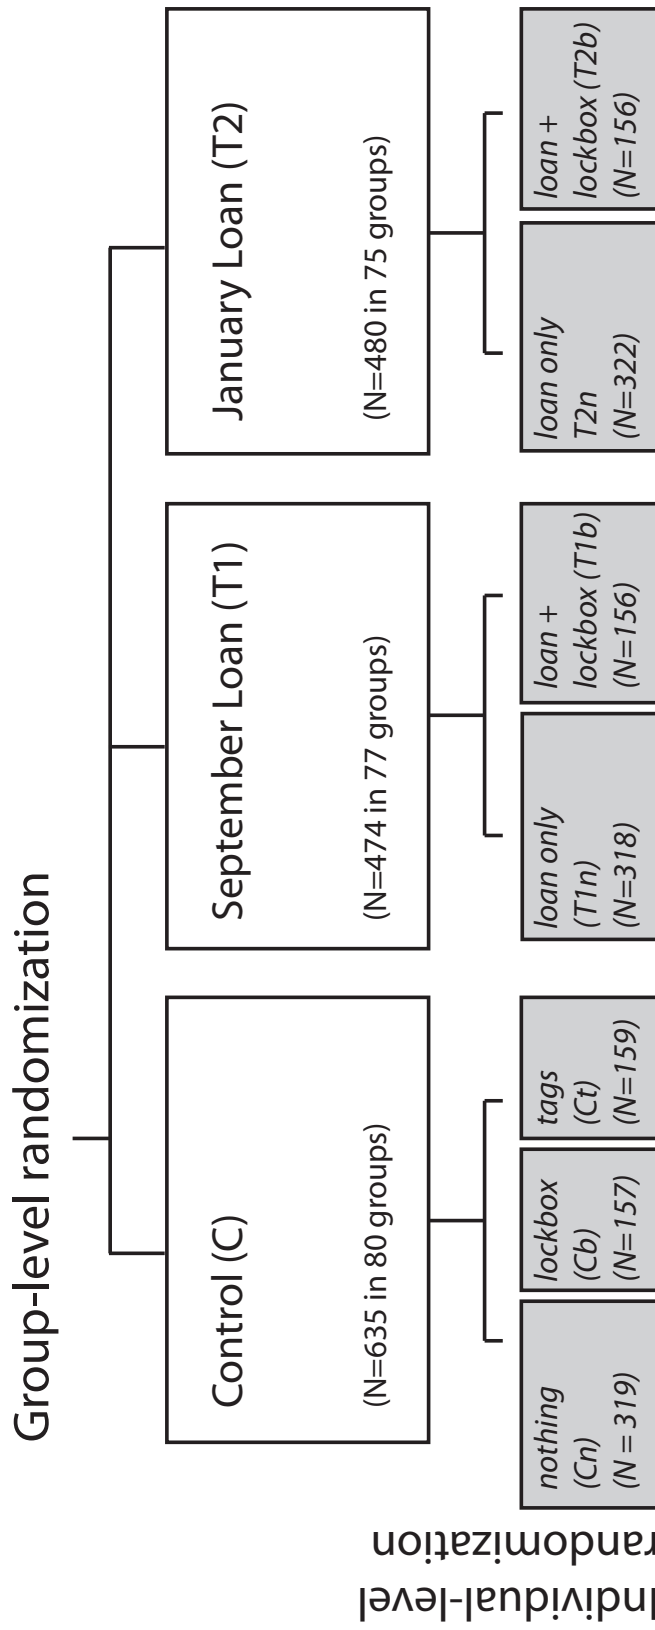 Group-level randomization
Control (C)
(N=635 in 80 groups)
September Loan (T1)
(N=474 in 77 groups)
January Loan (T2)
(N=480 in 75 groups)
Individual-level
randomization
nothing
(Cn)
(N = 319)
lockbox
(Cb)
(N=157)
tags
(Ct)
(N=159)
loan only
(T1n)
(N=318)
loan +
lockbox (T1b)
(N=156)
loan only
T2n
(N=322)
loan +
lockbox (T2b)
(N=156)